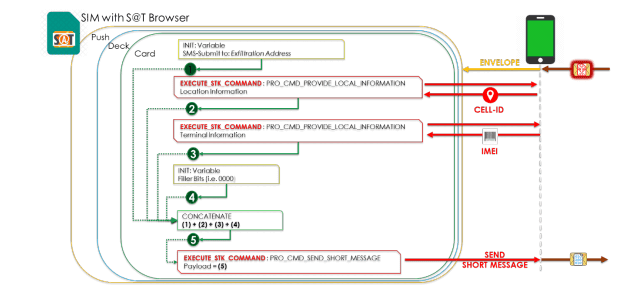 SIM with S@T Browser
S@T
Push
Deck
Card
INIT: Variable
SMS-Submit to: Exfiltration Address
ENVELOPE
1
EXECUTE_STK_COMMAND: PRO_CMD_PROVIDE_LOCAL_INFORMATION
Location Information
2
CELL-ID
EXECUTE_STK_COMMAND: PRO_CMD_PROVIDE_LOCAL_INFORMATION
Terminal Information
3
IMEI
INIT: Variable
Filler Bits (i.e. 0000)
4
CONCATENATE
(1) + (2) + (3) + (4)
5
EXECUTE_STK_COMMAND: PRO_CMD_SEND_SHORT_MESSAGE
Payload = (5)
SEND
SHORT MESSAGE